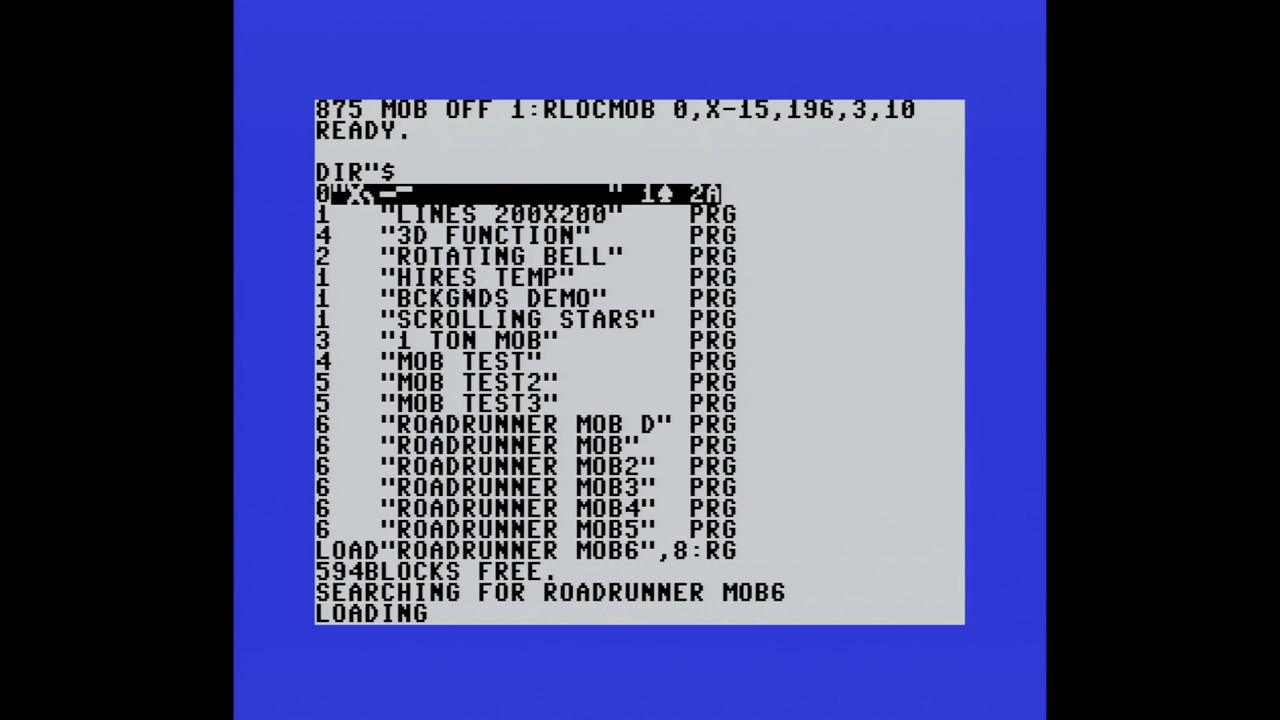 875 MOB OFF 1:RLOCMOB 0,X-15,196,3,10
READY.
DIR"$
0 " 1♠ 2A
1 "LINES 200X200" PRG
4 "3D FUNCTION" PRG
2 "ROTATING BELL" PRG
1 "HIRES TEMP" PRG
1 "BCKGNDS DEMO" PRG
1 "SCROLLING STARS" PRG
3 "1 TON MOB" PRG
4 "MOB TEST" PRG
5 "MOB TEST2" PRG
5 "MOB TEST3" PRG
6 "ROADRUNNER MOB D" PRG
6 "ROADRUNNER MOB" PRG
6 "ROADRUNNER MOB2" PRG
6 "ROADRUNNER MOB3" PRG
6 "ROADRUNNER MOB4" PRG
6 "ROADRUNNER MOB5" PRG
LOAD"ROADRUNNER MOB6",8:RG
594BLOCKS FREE.
SEARCHING FOR ROADRUNNER MOB6
LOADING